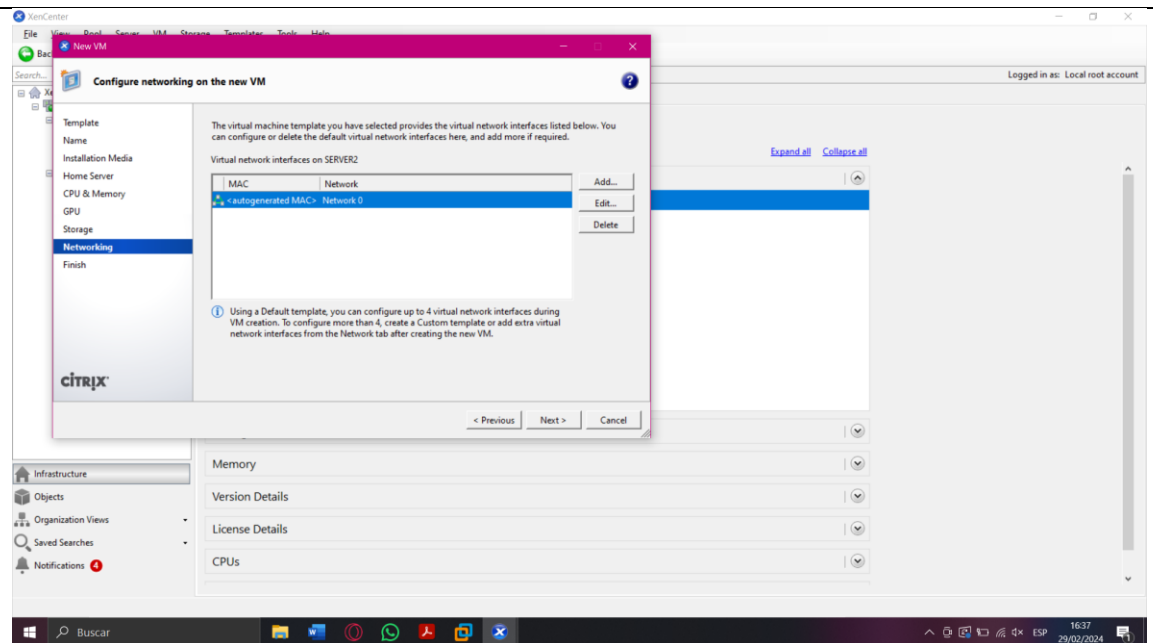 XenCenter
File View Pool Server VM Storage Templates Tools Help
Bac
New VM
Search...
Configure networking on the new VM
Logged in as: Local root account
Xe
Template
Name
Installation Media
Home Server
CPU & Memory
GPU
Storage
Networking
Finish
CİTRIX
The virtual machine template you have selected provides the virtual network interfaces listed below. You
can configure or delete the default virtual network interfaces here, and add more if required.
Virtual network interfaces on SERVER2
MAC Network
<autogenerated MAC> Network 0
Add...
Edit...
Delete
Using a Default template, you can configure up to 4 virtual network interfaces during
VM creation. To configure more than 4, create a Custom template or add extra virtual
network interfaces from the Network tab after creating the new VM.
< Previous Next > Cancel
Expand all Collapse all
Memory
Version Details
License Details
CPUs
Infrastructure
Objects
Organization Views
Saved Searches
Notifications 4
Buscar
ESP
16:37
29/02/2024
1